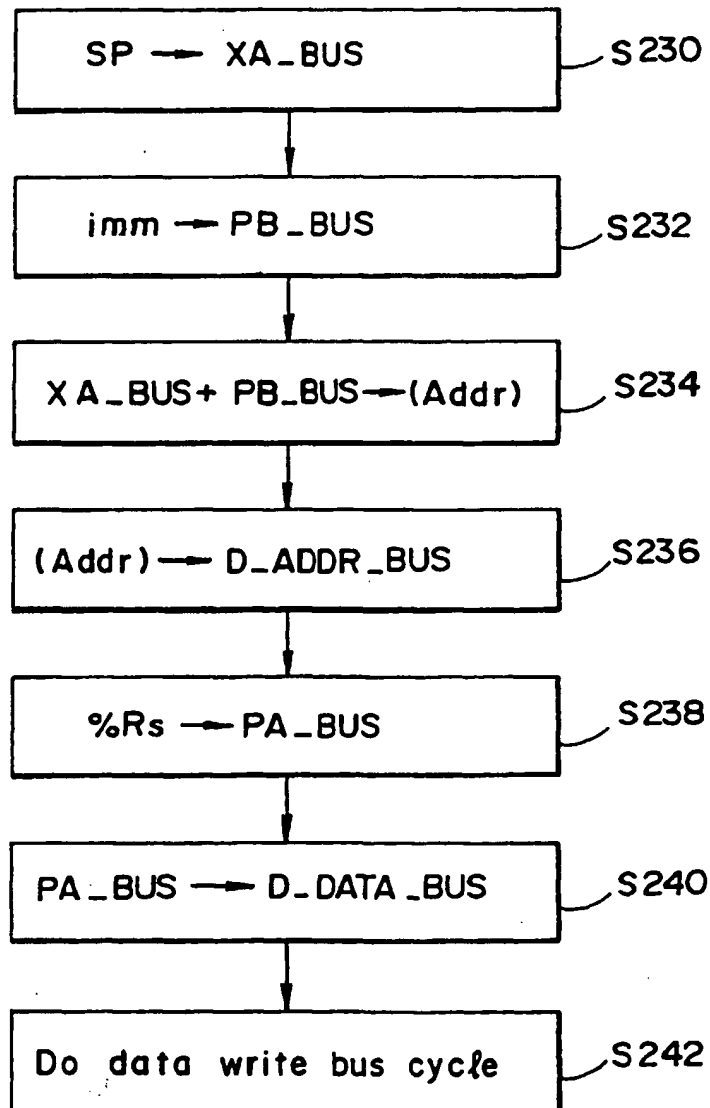 SP → XA_BUS S230
imm → PB_BUS S232
XA_BUS + PB_BUS → (Addr) S234
(Addr) → D_ADDR_BUS S236
%Rs → PA_BUS S238
PA_BUS → D_DATA_BUS S240
Do data write bus cycle S242